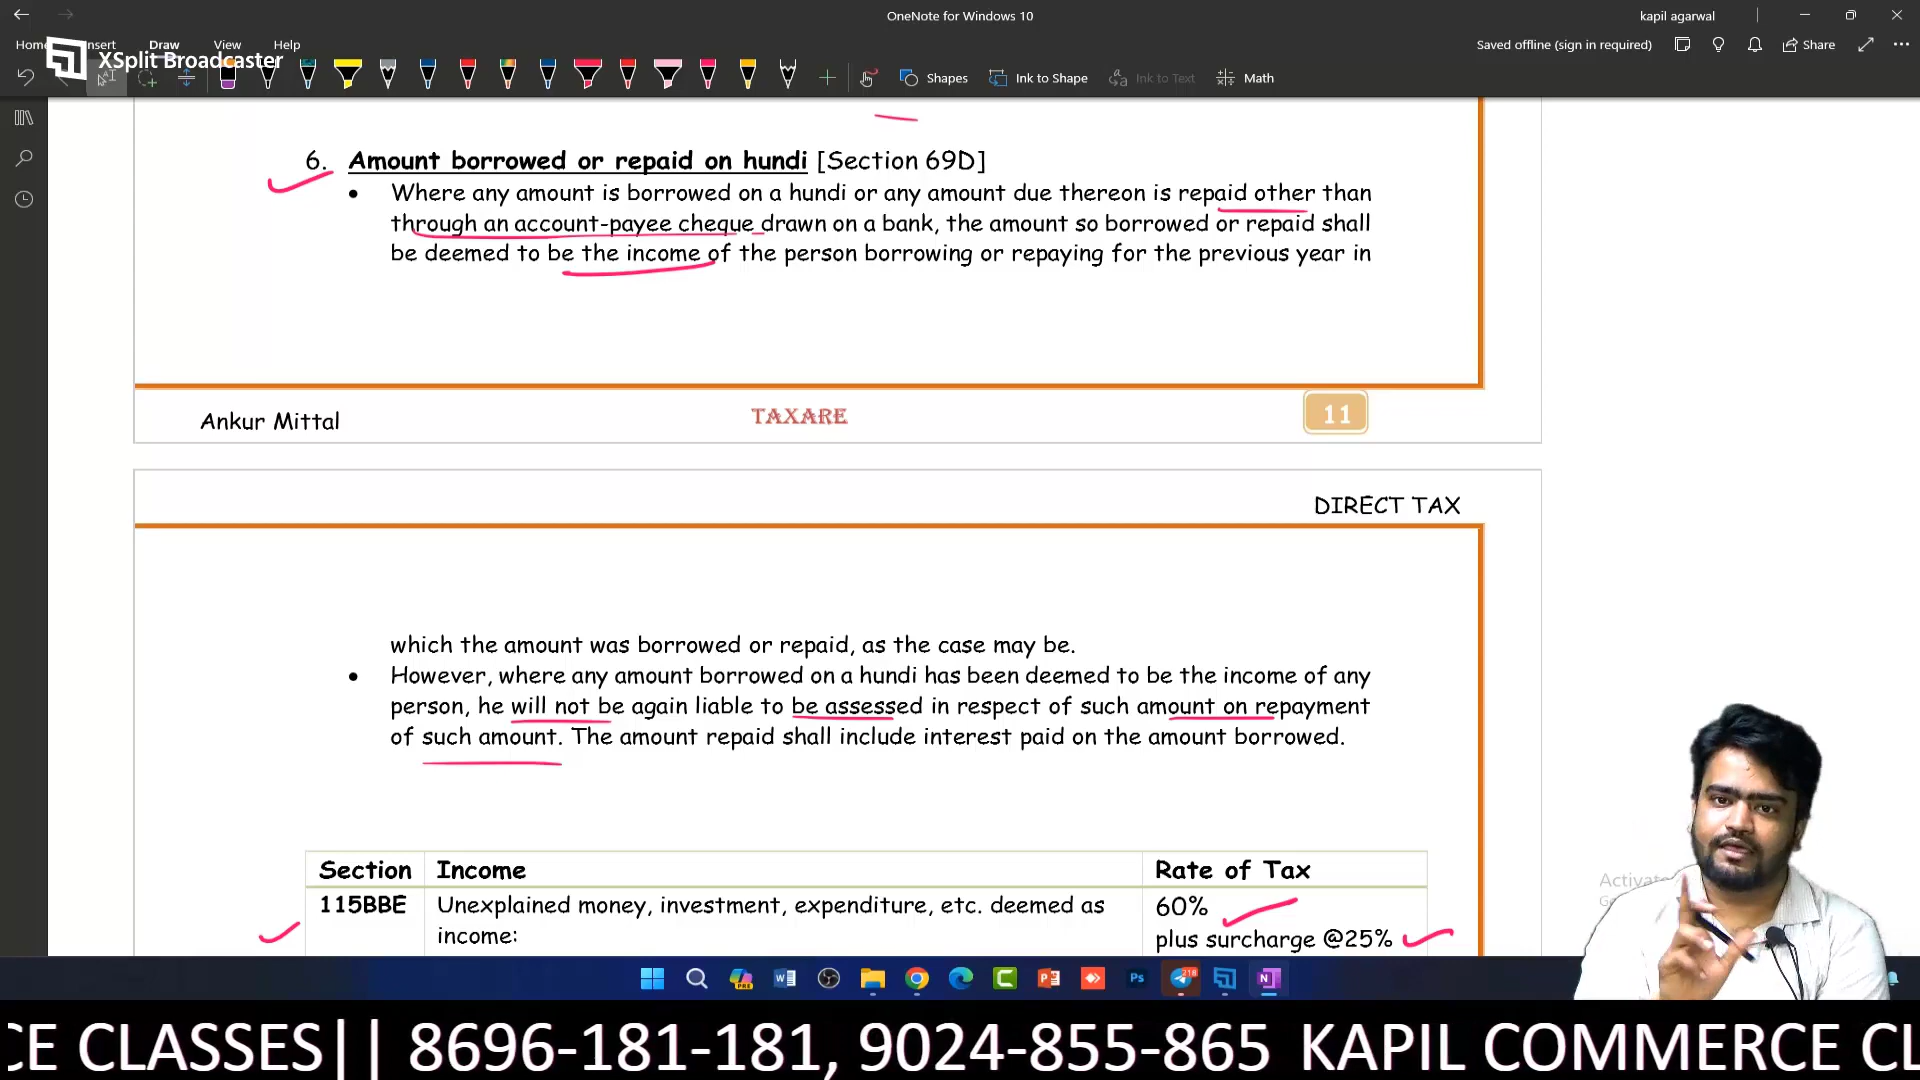 OneNote for Windows 10
kapil agarwal
Home Insert Draw View Help
XSplit Broadcaster
Saved offline (sign in required)
Share
Shapes
Ink to Shape
Ink to Text
Math
6. Amount borrowed or repaid on hundi [Section 69D]
• Where any amount is borrowed on a hundi or any amount due thereon is repaid other than
through an account-payee cheque drawn on a bank, the amount so borrowed or repaid shall
be deemed to be the income of the person borrowing or repaying for the previous year in
Ankur Mittal
TAXARE
11
DIRECT TAX
which the amount was borrowed or repaid, as the case may be.
• However, where any amount borrowed on a hundi has been deemed to be the income of any
person, he will not be again liable to be assessed in respect of such amount on repayment
of such amount. The amount repaid shall include interest paid on the amount borrowed.
Section Income Rate of Tax
115BBE Unexplained money, investment, expenditure, etc. deemed as 60%
income: plus surcharge @25%
CE CLASSES|| 8696-181-181, 9024-855-865 KAPIL COMMERCE CL